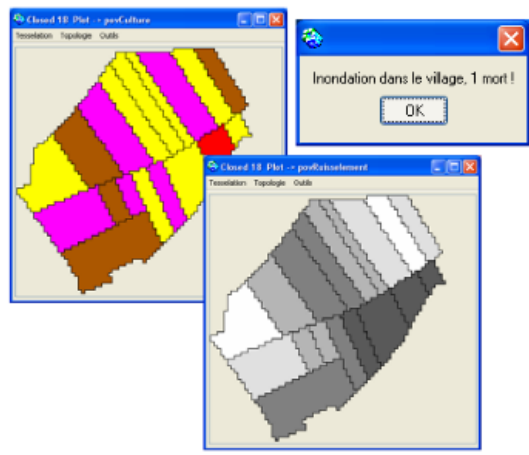 Closed 18 Plot -> povCulture
Tesselation Topologie Outils
Inondation dans le village, 1 mort !
OK
Closed 18 Plot -> povRuisselement
Tesselation Topologie Outils